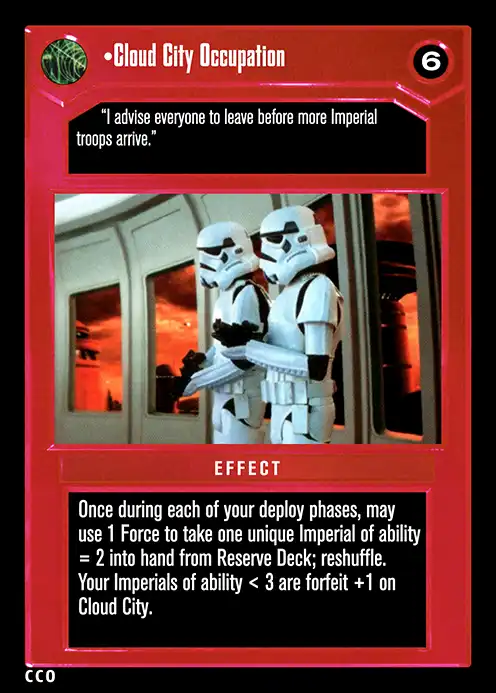 •Cloud City Occupation
6
“I advise everyone to leave before more Imperial
troops arrive.”
EFFECT
Once during each of your deploy phases, may
use 1 Force to take one unique Imperial of ability
= 2 into hand from Reserve Deck; reshuffle.
Your Imperials of ability < 3 are forfeit +1 on
Cloud City.
CCO